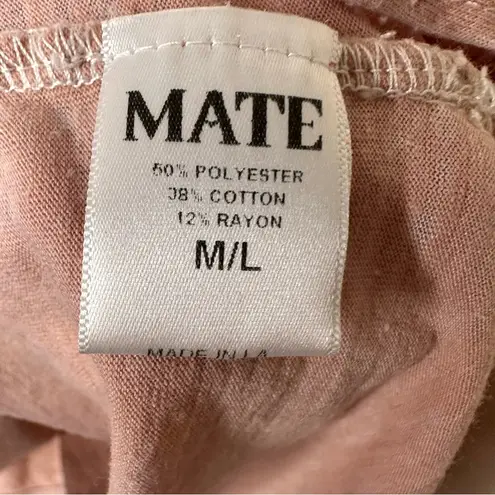 MATE
50% POLYESTER
38% COTTON
12% RAYON
M/L
MADE IN LA